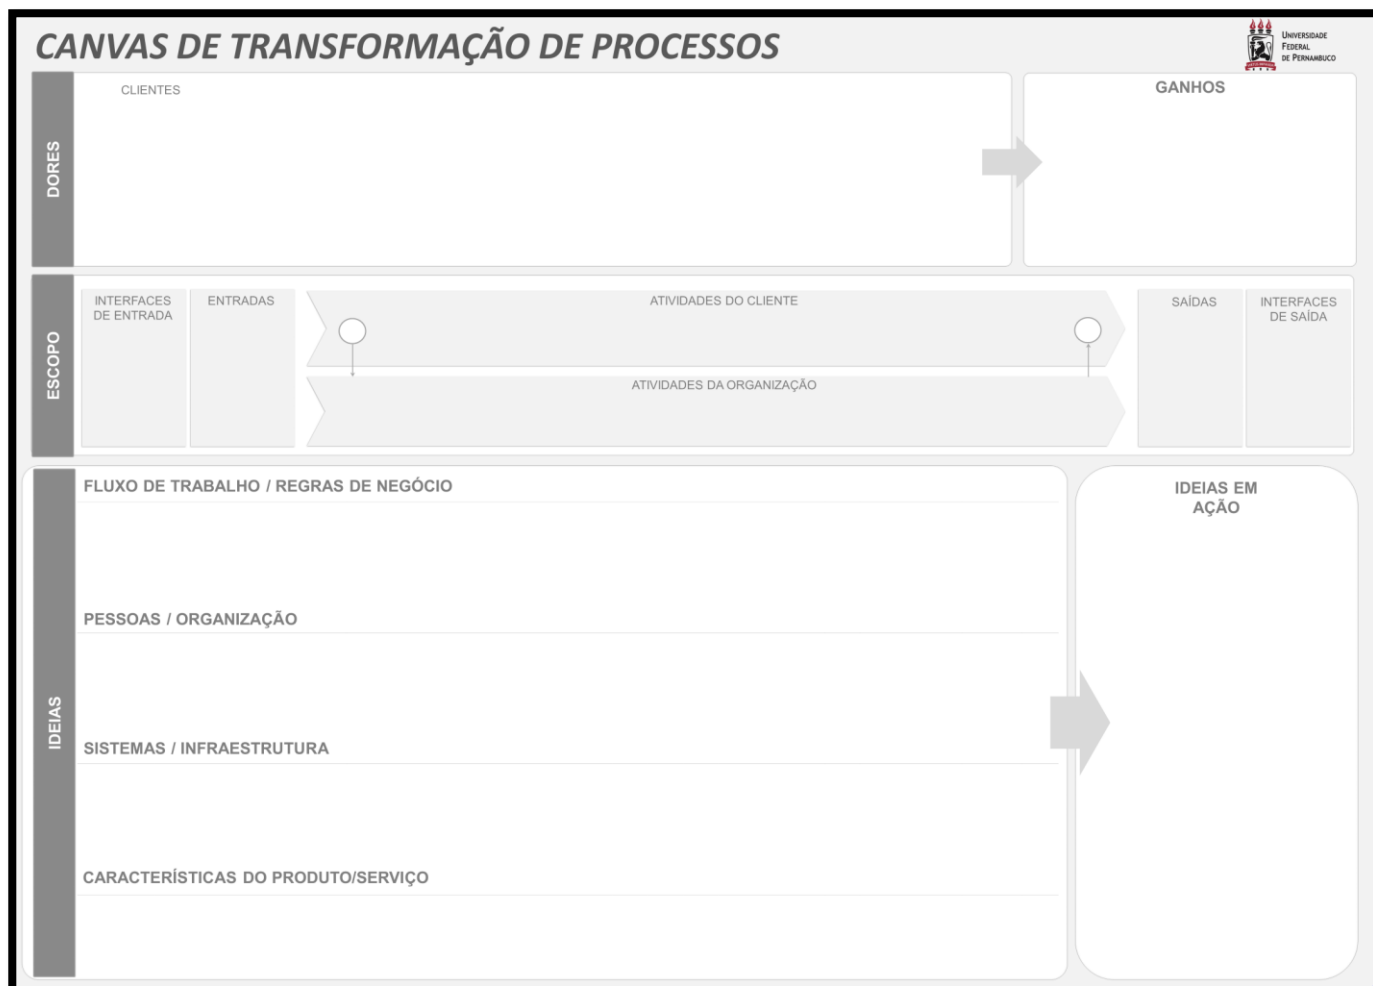 CANVAS DE TRANSFORMAÇÃO DE PROCESSOS
UNIVERSIDADE
FEDERAL
DE PERNAMBUCO
DORES
CLIENTES
GANHOS
ESCOPO
INTERFACES
DE ENTRADA
ENTRADAS
ATIVIDADES DO CLIENTE
ATIVIDADES DA ORGANIZAÇÃO
SAÍDAS
INTERFACES
DE SAÍDA
IDEIAS
FLUXO DE TRABALHO / REGRAS DE NEGÓCIO
PESSOAS / ORGANIZAÇÃO
SISTEMAS / INFRAESTRUTURA
CARACTERÍSTICAS DO PRODUTO/SERVIÇO
IDEIAS EM
AÇÃO